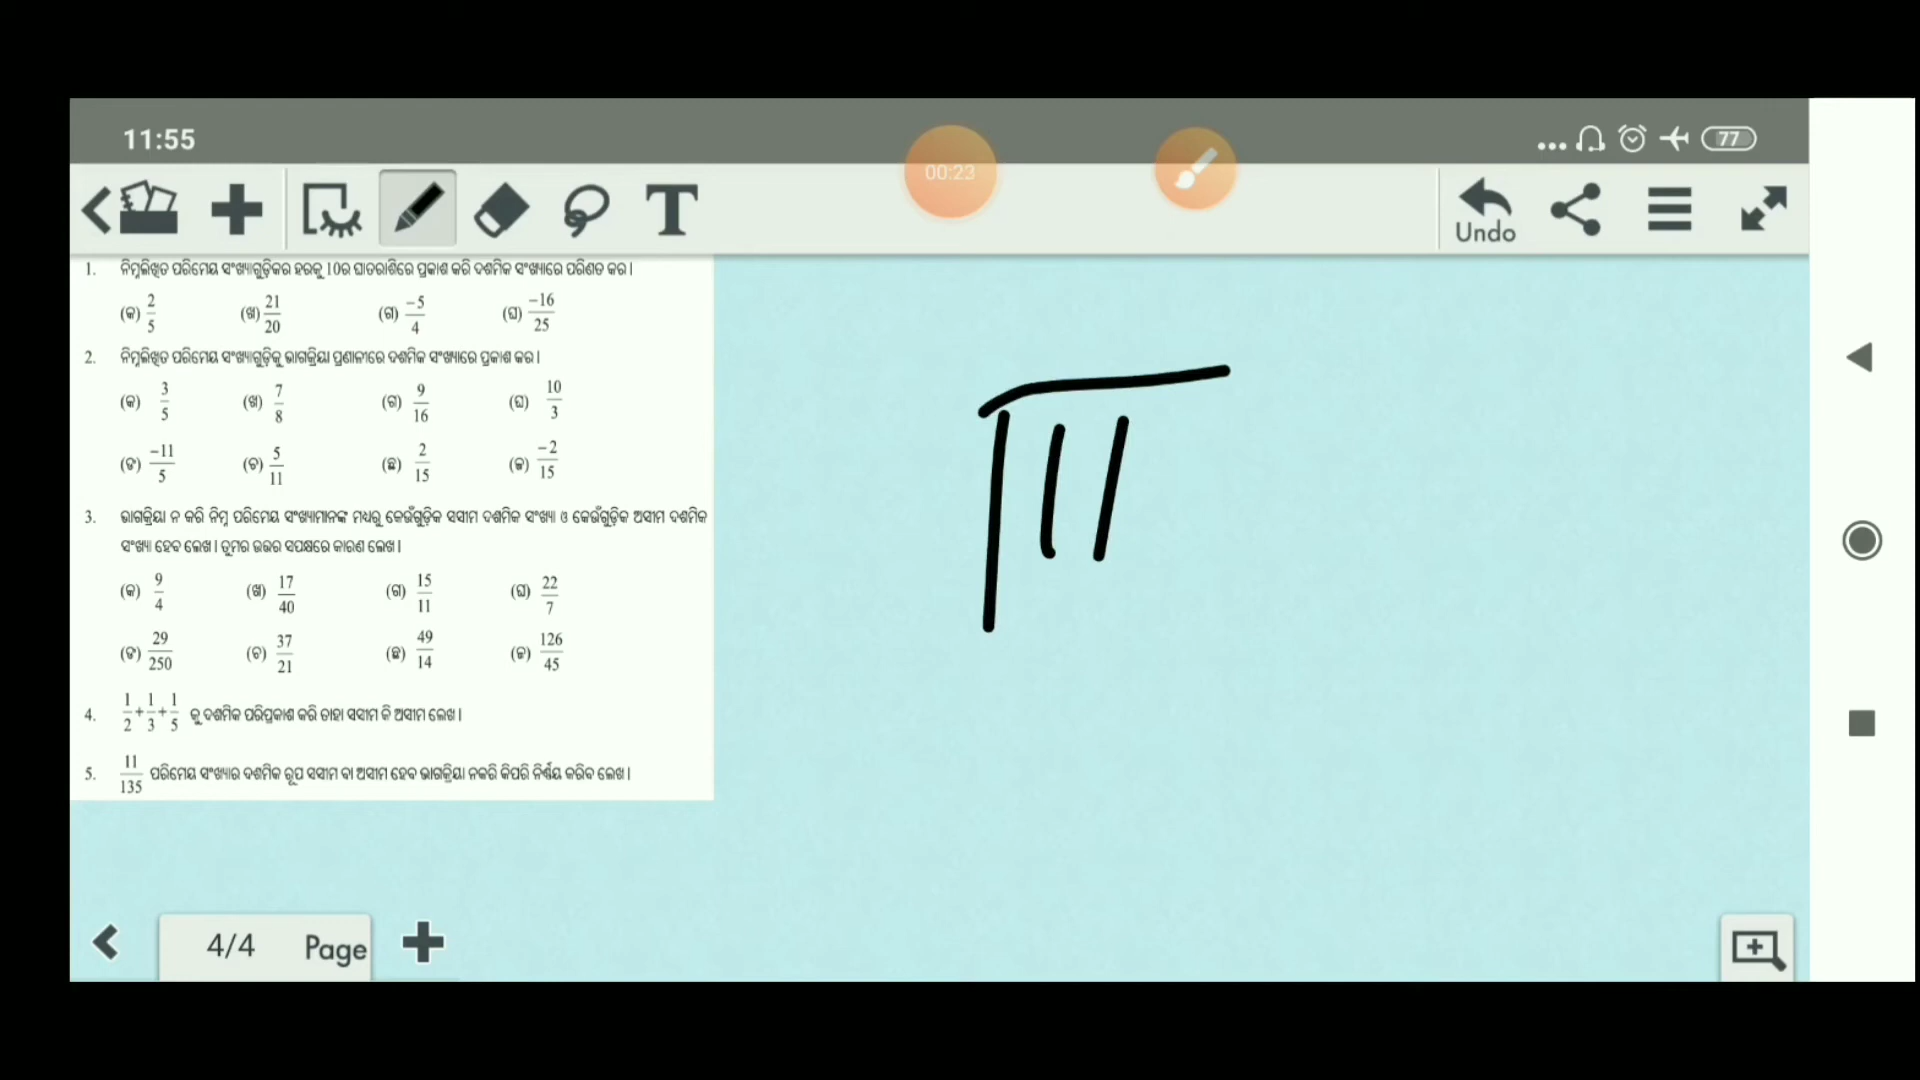 11:55
77
00:23
T
Undo
1. ନିମ୍ନଲିଖିତ ପରିମେୟ ସଂଖ୍ୟାଗୁଡ଼ିକର ହରକୁ 10ର ଘାତରାଶିରେ ପ୍ରକାଶ କରି ଦଶମିକ ସଂଖ୍ୟାରେ ପରିଣତ କର ।
(କ) 2/5 (ଖ) 21/20 (ଗ) -5/4 (ଘ) -16/25
2. ନିମ୍ନଲିଖିତ ପରିମେୟ ସଂଖ୍ୟାଗୁଡ଼ିକୁ ଭାଗକ୍ରିୟା ପ୍ରଣାଳୀରେ ଦଶମିକ ସଂଖ୍ୟାରେ ପ୍ରକାଶ କର ।
(କ) 3/5 (ଖ) 7/8 (ଗ) 9/16 (ଘ) 10/3
(ଙ) -11/5 (ଚ) 5/11 (ଛ) 2/15 (ଜ) -2/15
3. ଭାଗକ୍ରିୟା ନ କରି ନିମ୍ନ ପରିମେୟ ସଂଖ୍ୟାମାନଙ୍କ ମଧ୍ୟରୁ କେଉଁଗୁଡ଼ିକ ସସୀମ ଦଶମିକ ସଂଖ୍ୟା ଓ କେଉଁଗୁଡ଼ିକ ଅସୀମ ଦଶମିକ
ସଂଖ୍ୟା ହେବ ଲେଖ । ତୁମର ଉତ୍ତର ସପକ୍ଷରେ କାରଣ ଲେଖ ।
(କ) 9/4 (ଖ) 17/40 (ଗ) 15/11 (ଘ) 22/7
(ଙ) 29/250 (ଚ) 37/21 (ଛ) 49/14 (ଜ) 126/45
4. 1/2+1/3+1/5 କୁ ଦଶମିକ ପରିପ୍ରକାଶ କରି ତାହା ସସୀମ କି ଅସୀମ ଲେଖ ।
5. 11/135 ପରିମେୟ ସଂଖ୍ୟାର ଦଶମିକ ରୂପ ସସୀମ ବା ଅସୀମ ହେବ ଭାଗକ୍ରିୟା ନକରି କିପରି ନିର୍ଣ୍ଣୟ କରିବ ଲେଖ ।
4/4 Page